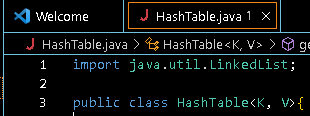 Welcome HashTable.java 1
HashTable.java > HashTable<K, V> >
1 import java.util.LinkedList;
2
3 public class HashTable<K, V>{